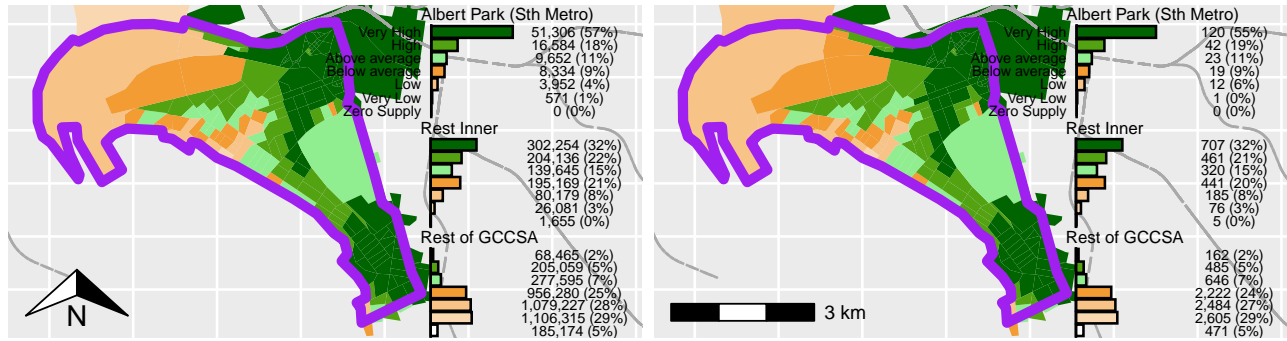 Albert Park (Sth Metro)
Very High 51,306 (57%)
High 16,584 (18%)
Above average 9,652 (11%)
Below average 8,334 (9%)
Low 3,952 (4%)
Very Low 571 (1%)
Zero Supply 0 (0%)
Rest Inner
302,254 (32%)
204,136 (22%)
139,645 (15%)
195,169 (21%)
80,179 (8%)
26,081 (3%)
1,655 (0%)
Rest of GCCSA
68,465 (2%)
205,059 (5%)
277,595 (7%)
956,280 (25%)
1,079,227 (28%)
1,106,315 (29%)
185,174 (5%)
N
Albert Park (Sth Metro)
Very High 120 (55%)
High 42 (19%)
Above average 23 (11%)
Below average 19 (9%)
Low 12 (6%)
Very Low 1 (0%)
Zero Supply 0 (0%)
Rest Inner
707 (32%)
461 (21%)
320 (15%)
441 (20%)
185 (8%)
76 (3%)
5 (0%)
Rest of GCCSA
162 (2%)
485 (5%)
646 (7%)
2,222 (24%)
2,484 (27%)
2,605 (29%)
471 (5%)
3 km